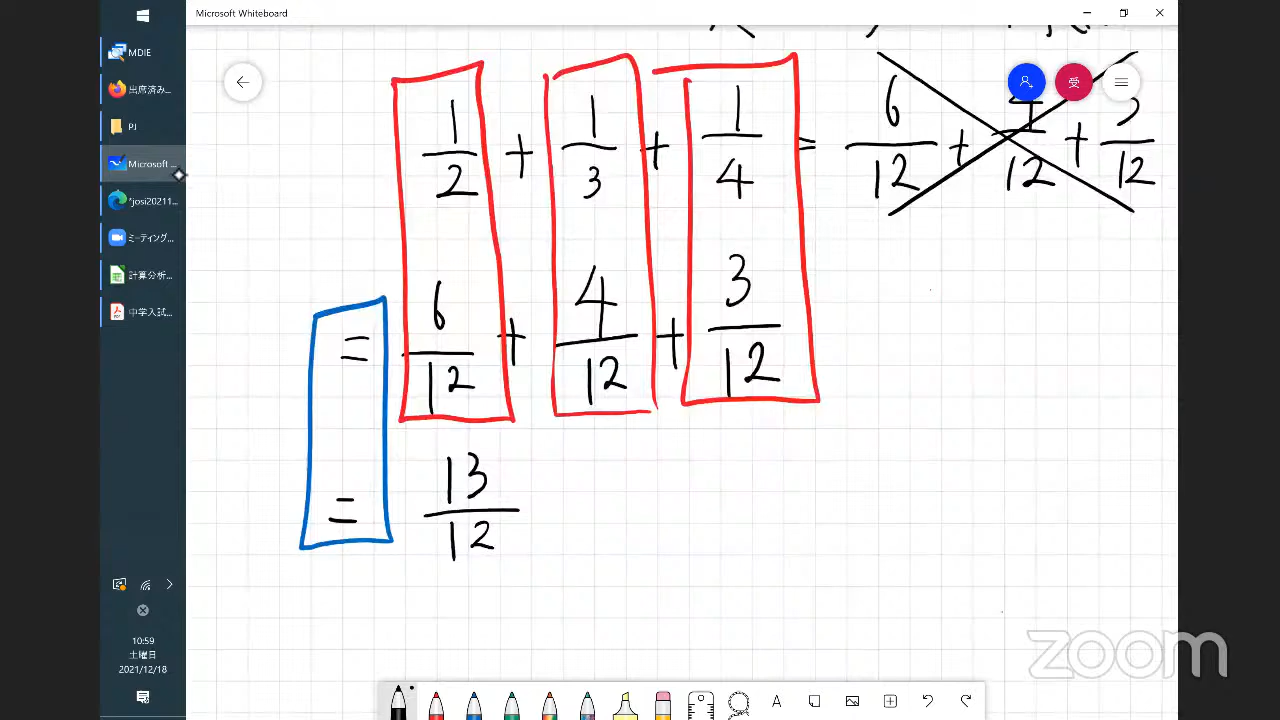 Microsoft Whiteboard
MDIE
出席済み...
PJ
Microsoft ...
*josi20211...
ミーティング...
計算分析...
中学入試...
1/2 + 1/3 + 1/4 = 6/12 + 4/12 + 3/12
= 6/12 + 4/12 + 3/12
= 13/12
受
10:59
土曜日
2021/12/18
A
zoom